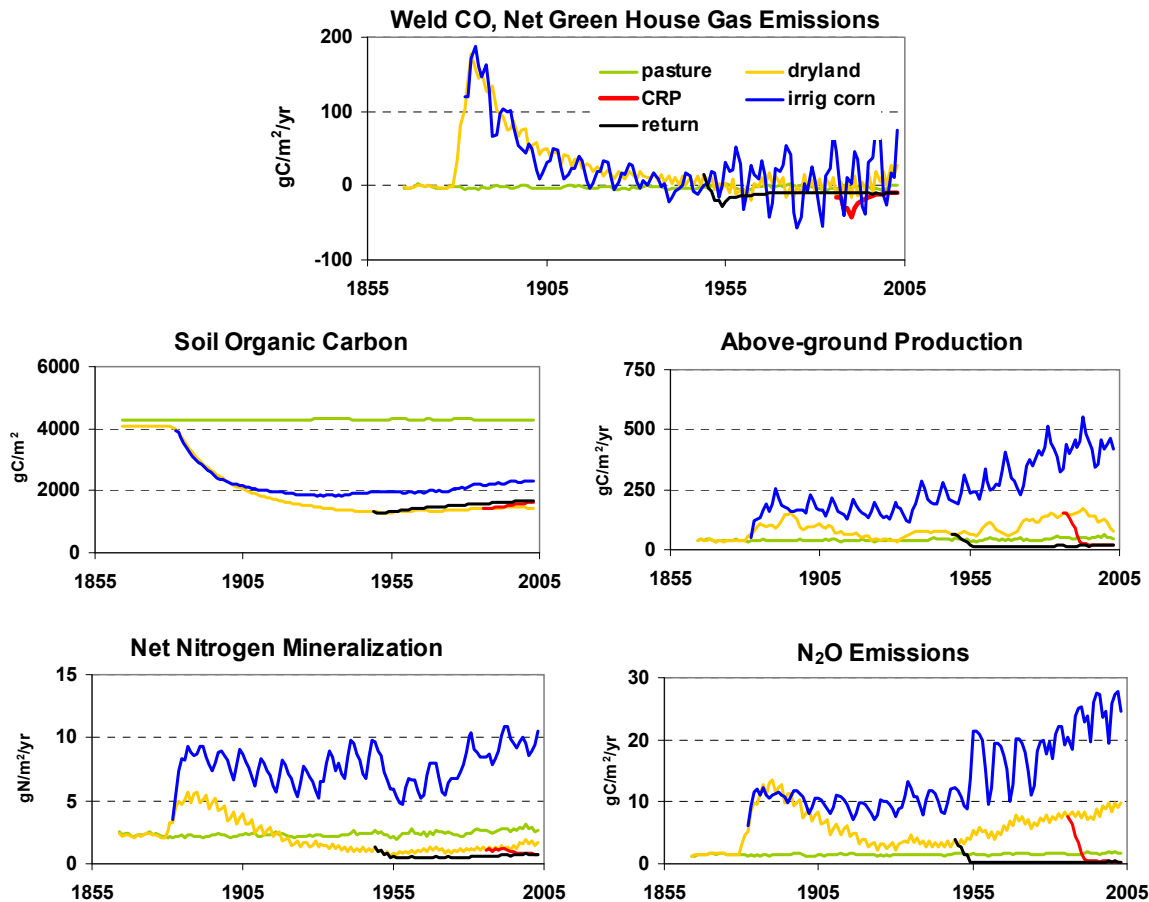 Weld CO, Net Green House Gas Emissions
200
100
0
-100
gC/m²/yr
pasture
dryland
CRP
irrig corn
return
1855 1905 1955 2005
Soil Organic Carbon
6000
4000
2000
0
gC/m²
1855 1905 1955 2005
Above-ground Production
750
500
250
0
gC/m²/yr
1855 1905 1955 2005
Net Nitrogen Mineralization
15
10
5
0
gN/m²/yr
1855 1905 1955 2005
N₂O Emissions
30
20
10
0
gC/m²/yr
1855 1905 1955 2005